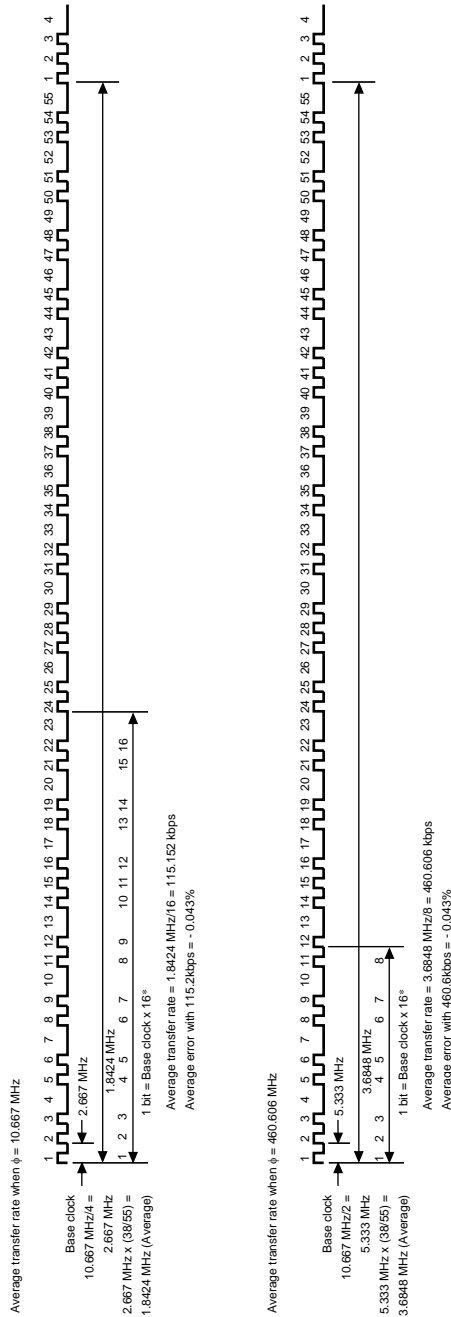 Average transfer rate when ϕ = 10.667 MHz
1 2 3 4 5 6 7 8 9 10 11 12 13 14 15 16 17 18 19 20 21 22 23 24 25 26 27 28 29 30 31 32 33 34 35 36 37 38 39 40 41 42 43 44 45 46 47 48 49 50 51 52 53 54 55 1 2 3 4
Base clock
10.667 MHz/4 =
2.667 MHz
2.667 MHz x (38/55) =
1.8424 MHz (Average)
2.667 MHz
1.8424 MHz
1 2 3 4 5 6 7 8 9 10 11 12 13 14 15 16
1 bit = Base clock x 16*
Average transfer rate = 1.8424 MHz/16 = 115.152 kbps
Average error with 115.2kbps = - 0.043%
Average transfer rate when ϕ = 460.606 MHz
1 2 3 4 5 6 7 8 9 10 11 12 13 14 15 16 17 18 19 20 21 22 23 24 25 26 27 28 29 30 31 32 33 34 35 36 37 38 39 40 41 42 43 44 45 46 47 48 49 50 51 52 53 54 55 1 2 3 4
Base clock
10.667 MHz/2 =
5.333 MHz
5.333 MHz x (38/55) =
3.6848 MHz (Average)
5.333 MHz
3.6848 MHz
1 2 3 4 5 6 7 8
1 bit = Base clock x 16*
Average transfer rate = 3.6848 MHz/8 = 460.606 kbps
Average error with 460.6kbps = - 0.043%